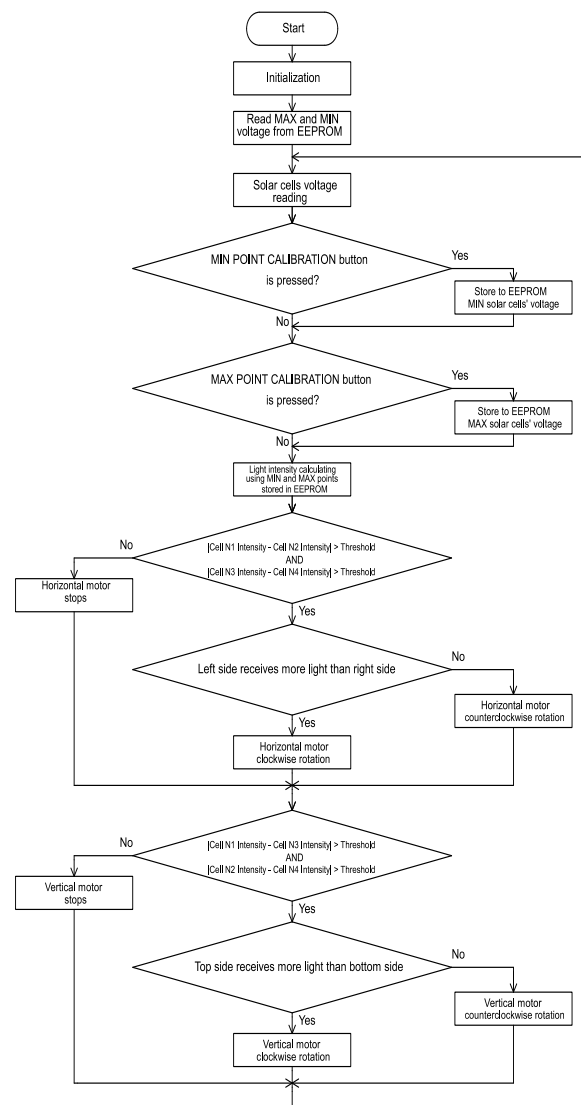 Start
Initialization
Read MAX and MIN
voltage from EEPROM
Solar cells voltage
reading
MIN POINT CALIBRATION button
is pressed?
Yes
Store to EEPROM
MIN solar cells' voltage
No
MAX POINT CALIBRATION button
is pressed?
Yes
Store to EEPROM
MAX solar cells' voltage
No
Light intensity calculating
using MIN and MAX points
stored in EEPROM
|Cell N1 Intensity - Cell N2 Intensity| > Threshold
AND
|Cell N3 Intensity - Cell N4 Intensity| > Threshold
No
Horizontal motor
stops
Yes
Left side receives more light than right side
No
Horizontal motor
counterclockwise rotation
Yes
Horizontal motor
clockwise rotation
|Cell N1 Intensity - Cell N3 Intensity| > Threshold
AND
|Cell N2 Intensity - Cell N4 Intensity| > Threshold
No
Vertical motor
stops
Yes
Top side receives more light than bottom side
No
Vertical motor
counterclockwise rotation
Yes
Vertical motor
clockwise rotation